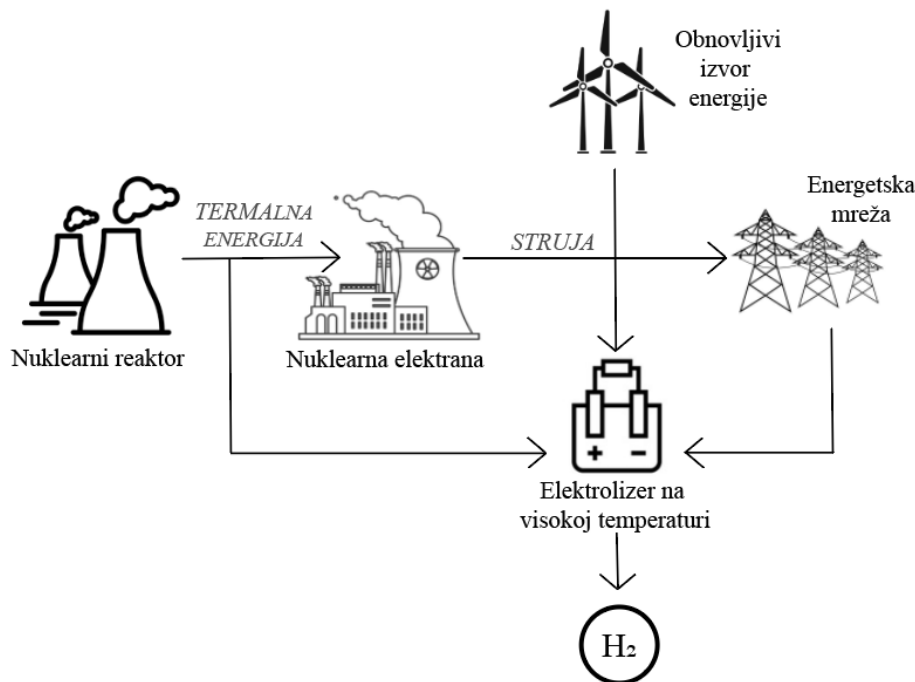 Obnovljivi
izvor
energije
Energetska
mreža
TERMALNA
ENERGIJA
STRUJA
Nuklearni reaktor
Nuklearna elektrana
+ −
Elektrolizer na
visokoj temperaturi
H₂